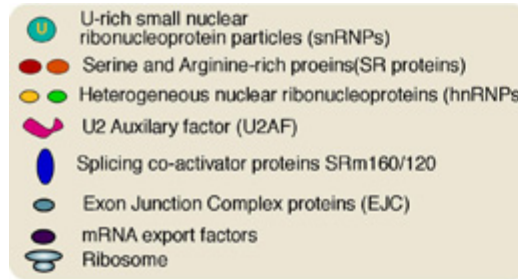 U
U-rich small nuclear
ribonucleoprotein particles (snRNPs)
Serine and Arginine-rich proeins(SR proteins)
Heterogeneous nuclear ribonucleoproteins (hnRNPs
U2 Auxilary factor (U2AF)
Splicing co-activator proteins SRm160/120
Exon Junction Complex proteins (EJC)
mRNA export factors
Ribosome